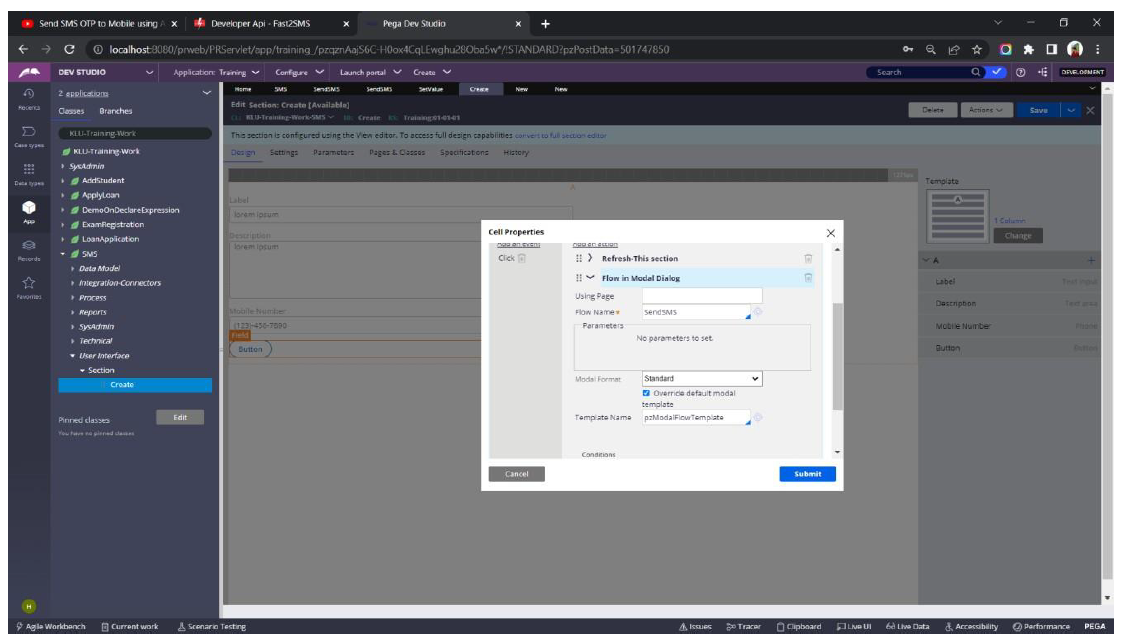 Send SMS OTP to Mobile using A
Developer Api - Fast2SMS
Pega Dev Studio
localhost:8080/prweb/PRServlet/app/training_/pzqznAajS6C-H0ox4CqLEwghu28Oba5w*/!STANDARD?pzPostData=501747850
DEV STUDIO
Application: Training
Configure
Launch portal
Create
Search
DEVELOPMENT
Recents
Case types
Data types
App
Records
Favorites
H
2 applications
Classes Branches
KLU-Training-Work
KLU-Training-Work
SysAdmin
AddStudent
ApplyLoan
DemoOnDeclareExpression
ExamRegistration
LoanApplication
SMS
Data Model
Integration-Connectors
Process
Reports
SysAdmin
Technical
User Interface
Section
Create
Pinned classes
Edit
You have no pinned classes
Home SMS SendSMS SendSMS SetValue Create New New
Edit Section: Create [Available]
KLU-Training-Work-SMS
Create
Training:01-01-01
Delete
Actions
Save
This section is configured using the View editor. To access full design capabilities convert to full section editor
Design Settings Parameters Pages & Classes Specifications History
A
Label
lorem ipsum
Description
lorem ipsum
Mobile Number
(123)-456-7890
Field
Button
Cell Properties
Add an event
Click
Add an action
Refresh-This section
Flow in Modal Dialog
Using Page
Flow Name
SendSMS
Parameters
No parameters to set.
Modal Format
Standard
Override default modal
template
Template Name
pzModalFlowTemplate
Conditions
Cancel
Submit
Template
A
1 Column
Change
A
Label Text input
Description Text area
Mobile Number Phone
Button Button
Agile Workbench
Current work
Scenario Testing
Issues
Tracer
Clipboard
Live UI
Live Data
Accessibility
Performance
PEGA